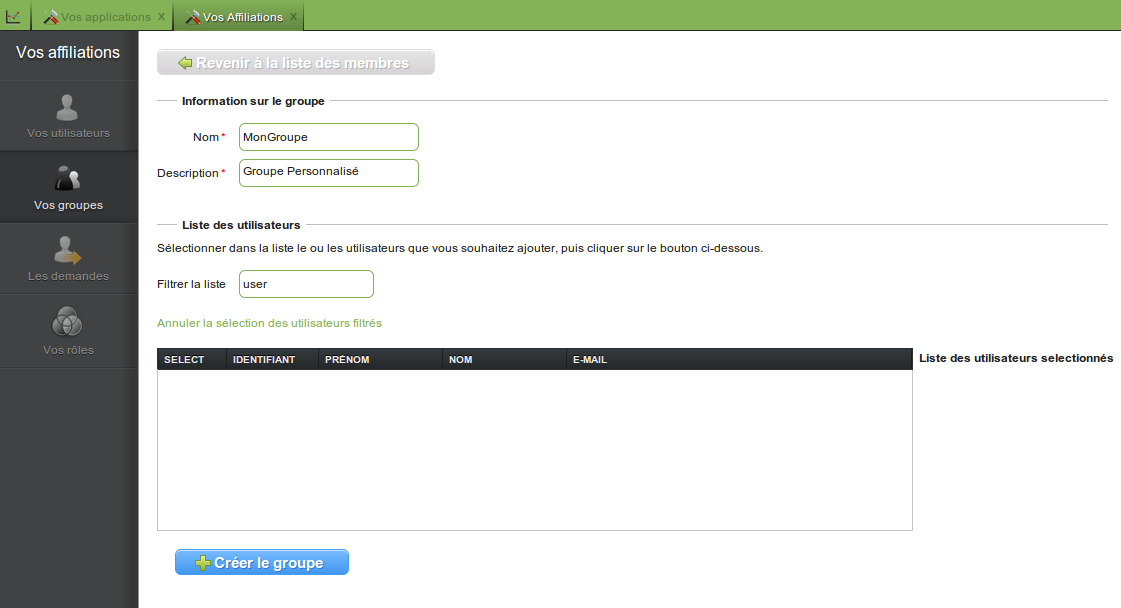 Vos applications x
Vos Affiliations x
Vos affiliations
Vos utilisateurs
Vos groupes
Les demandes
Vos rôles
Revenir à la liste des membres
Information sur le groupe
Nom * MonGroupe
Description * Groupe Personnalisé
Liste des utilisateurs
Sélectionner dans la liste le ou les utilisateurs que vous souhaitez ajouter, puis cliquer sur le bouton ci-dessous.
Filtrer la liste user
Annuler la sélection des utilisateurs filtrés
SELECT IDENTIFIANT PRÉNOM NOM E-MAIL
Liste des utilisateurs selectionnés
Créer le groupe